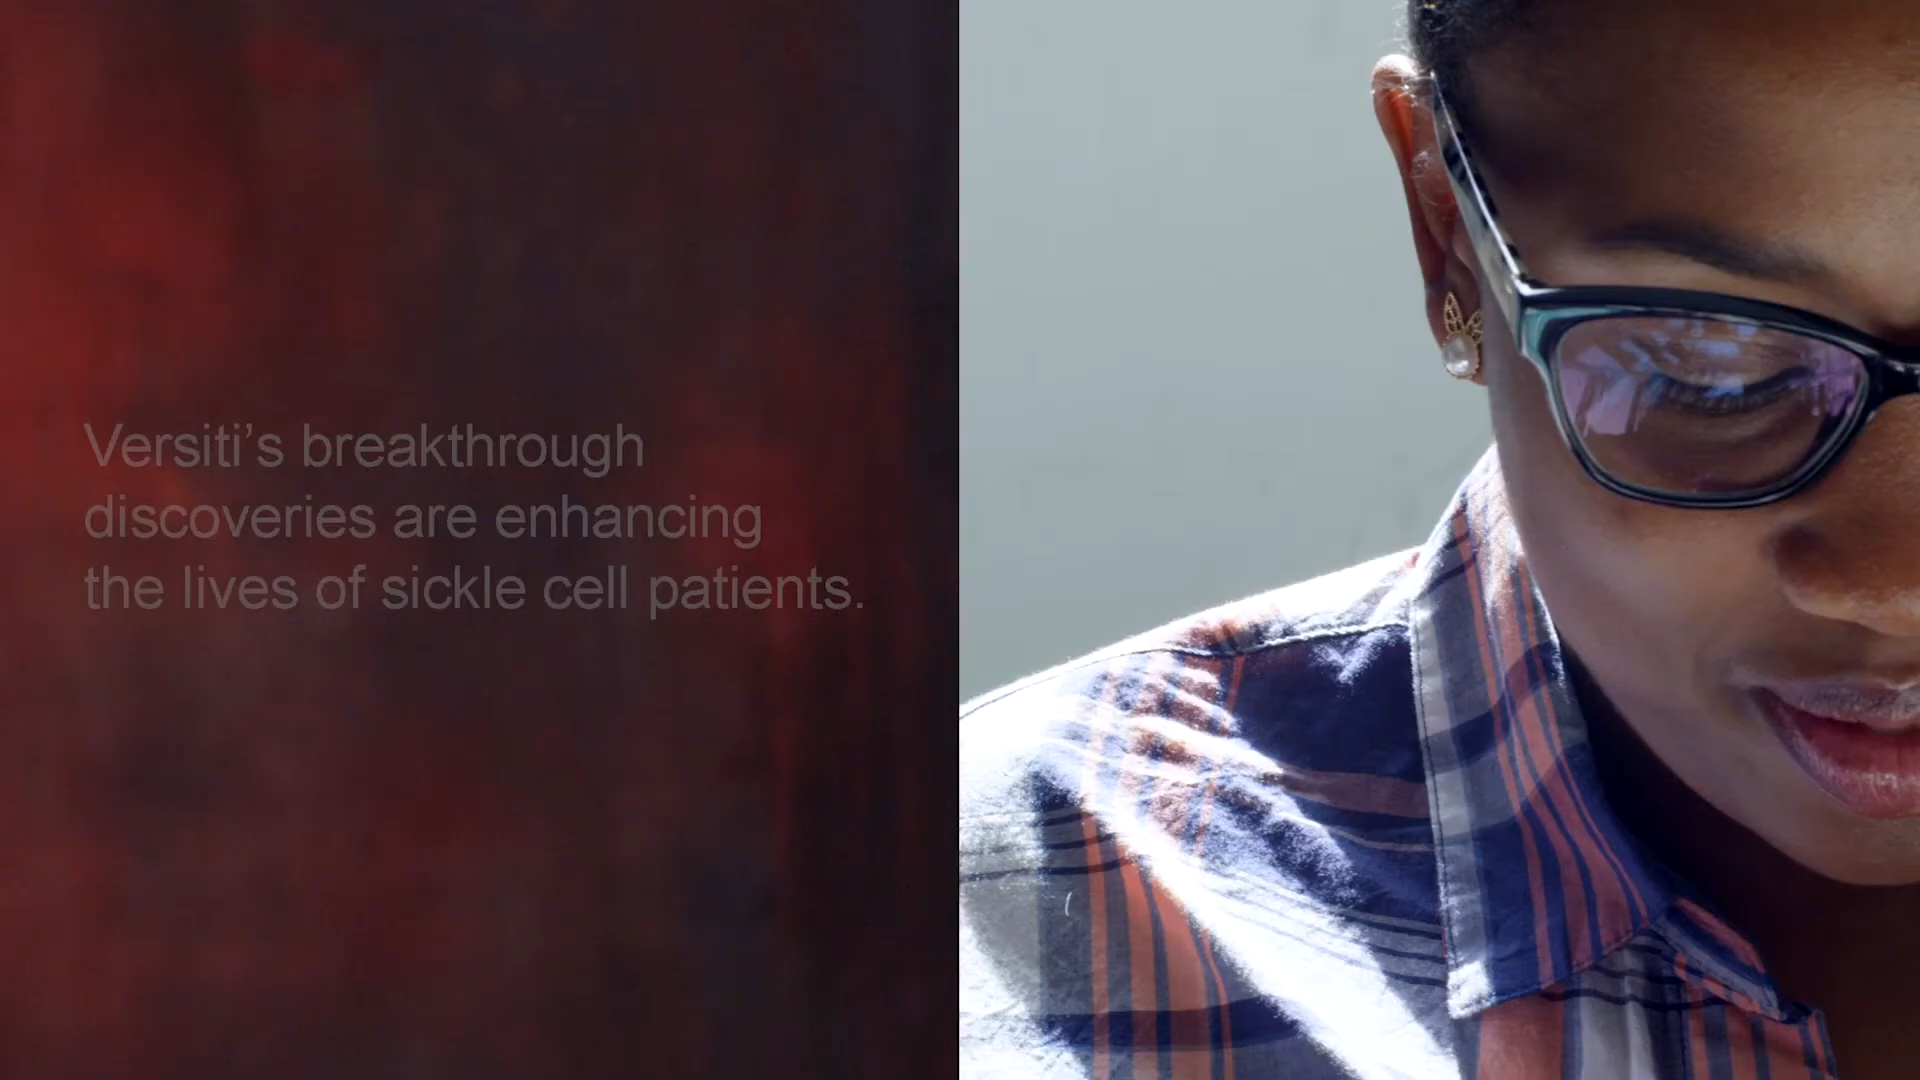 Versiti’s breakthrough
discoveries are enhancing
the lives of sickle cell patients.